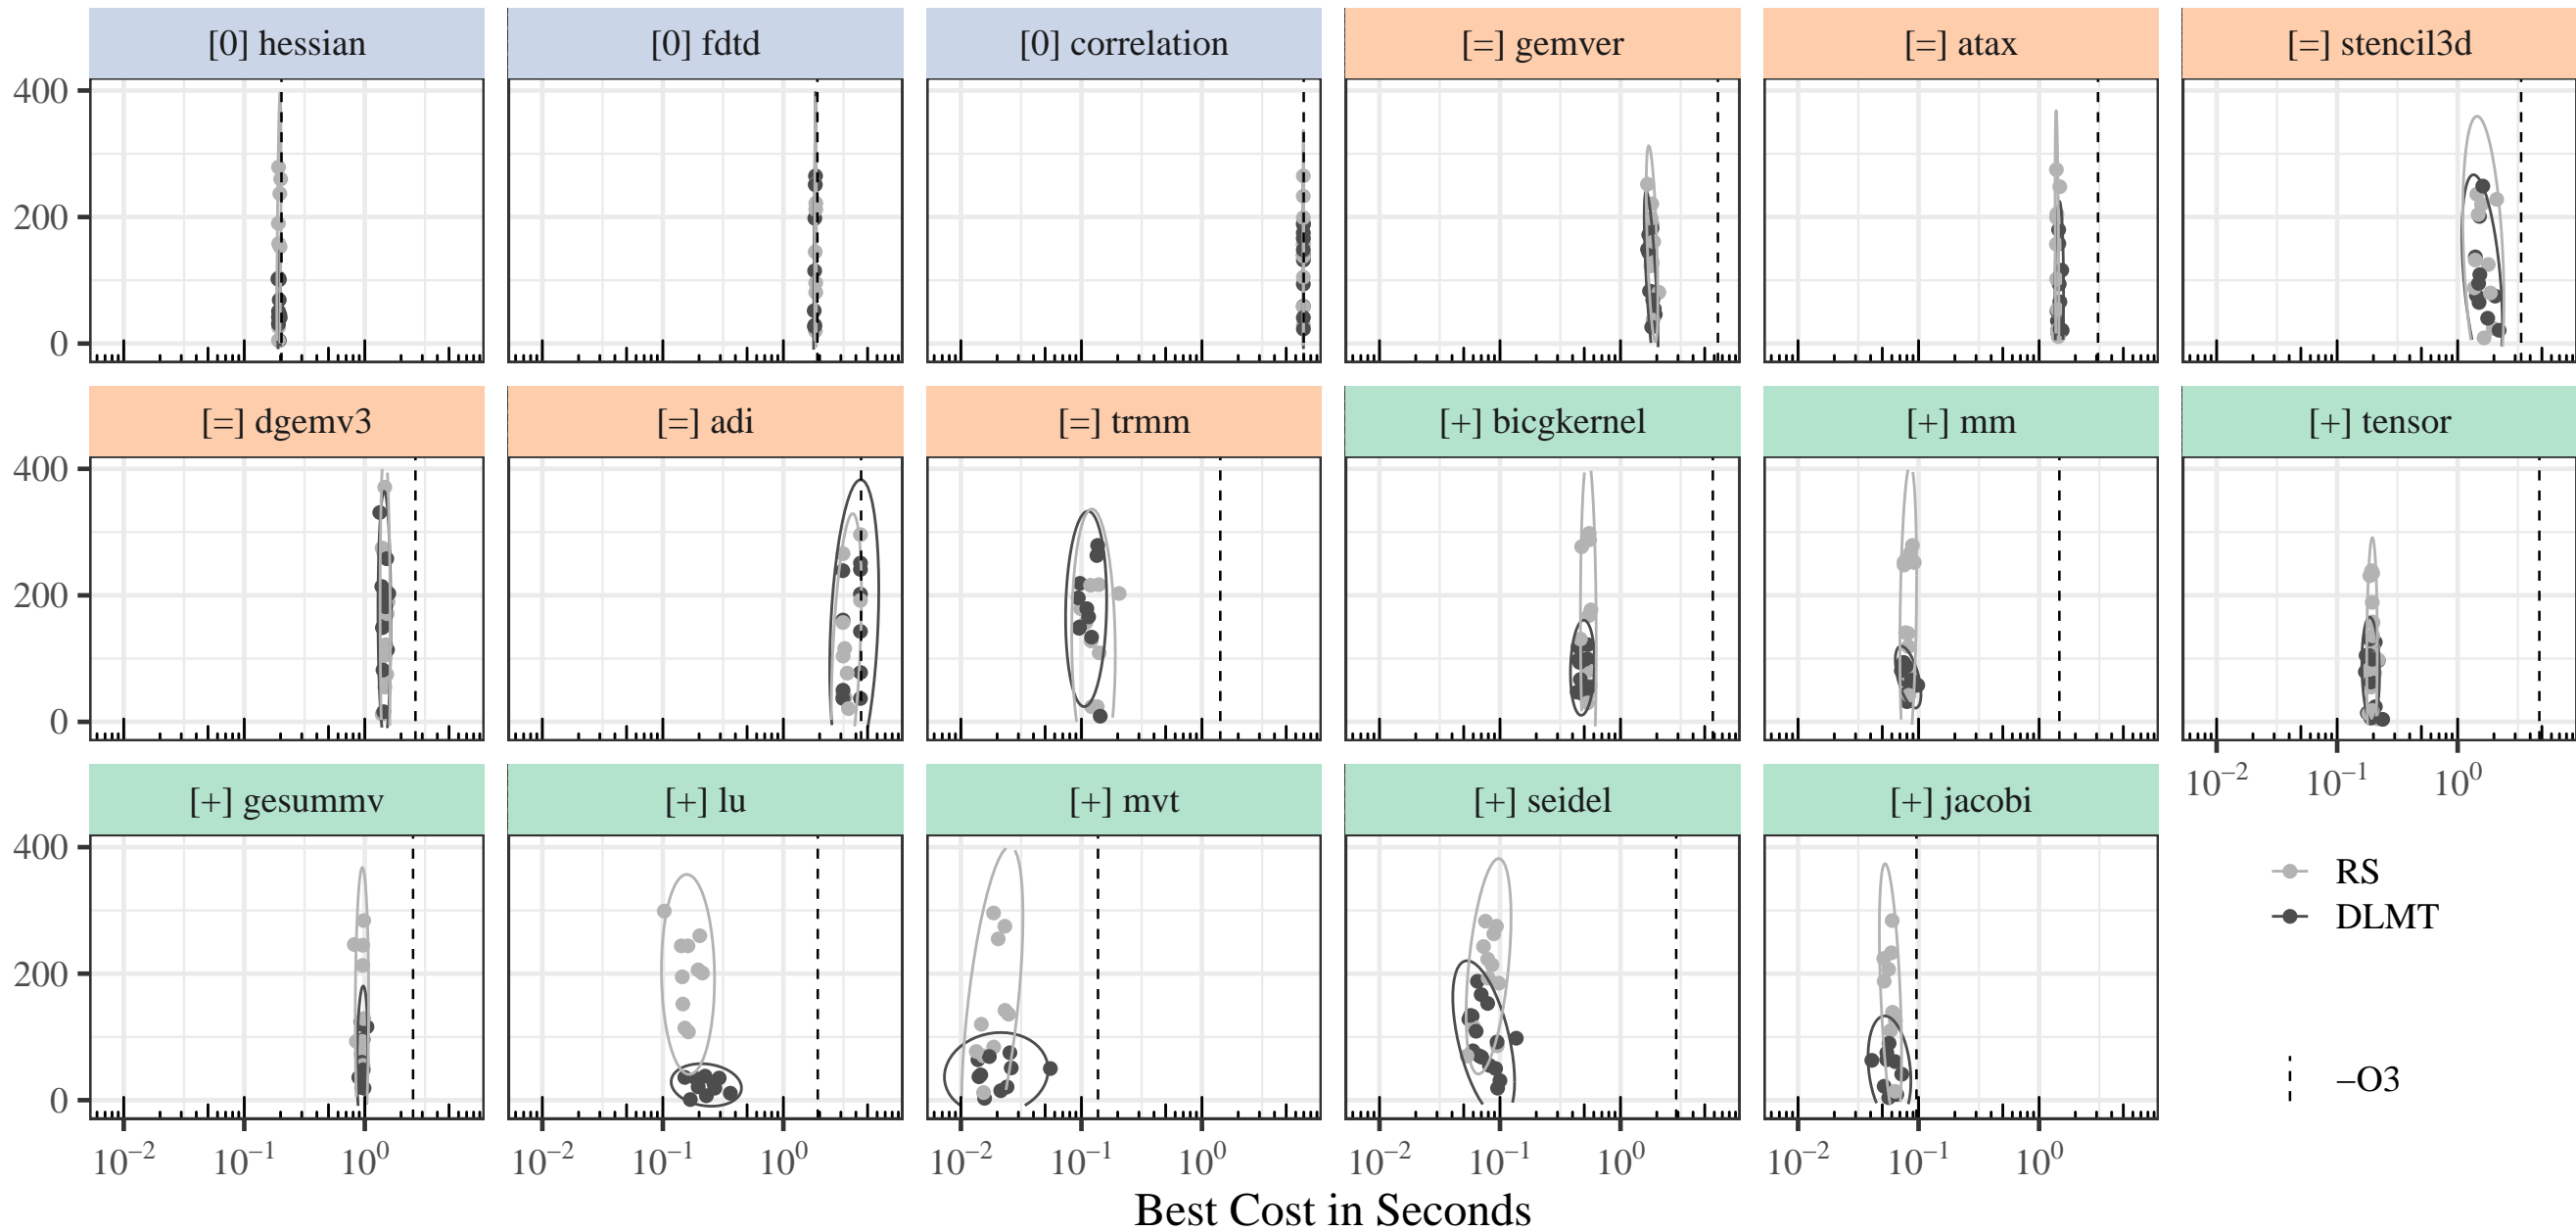 [0] hessian
[0] fdtd
[0] correlation
[=] gemver
[=] atax
[=] stencil3d
400
200
0
[=] dgemv3
[=] adi
[=] trmm
[+] bicgkernel
[+] mm
[+] tensor
400
200
0
10⁻² 10⁻¹ 10⁰
[+] gesummv
[+] lu
[+] mvt
[+] seidel
[+] jacobi
400
200
0
RS
DLMT
−O3
10⁻² 10⁻¹ 10⁰
10⁻² 10⁻¹ 10⁰
10⁻² 10⁻¹ 10⁰
10⁻² 10⁻¹ 10⁰
10⁻² 10⁻¹ 10⁰
Best Cost in Seconds